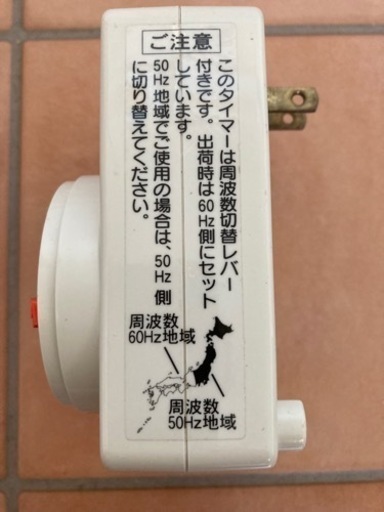 ご注意
このタイマーは周波数切替レバー
付きです。出荷時は60Hz側にセット
しています。
50Hz地域でご使用の場合は、50Hz側
に切り替えてください。
周波数
60Hz地域
周波数
50Hz地域